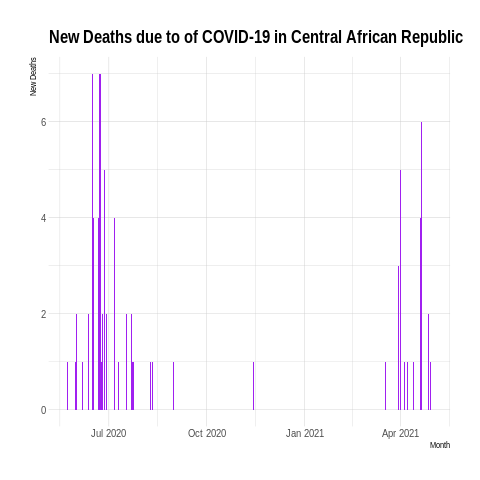 New Deaths due to of COVID-19 in Central African Republic
New Deaths
6
4
2
0
Jul 2020 Oct 2020 Jan 2021 Apr 2021
Month